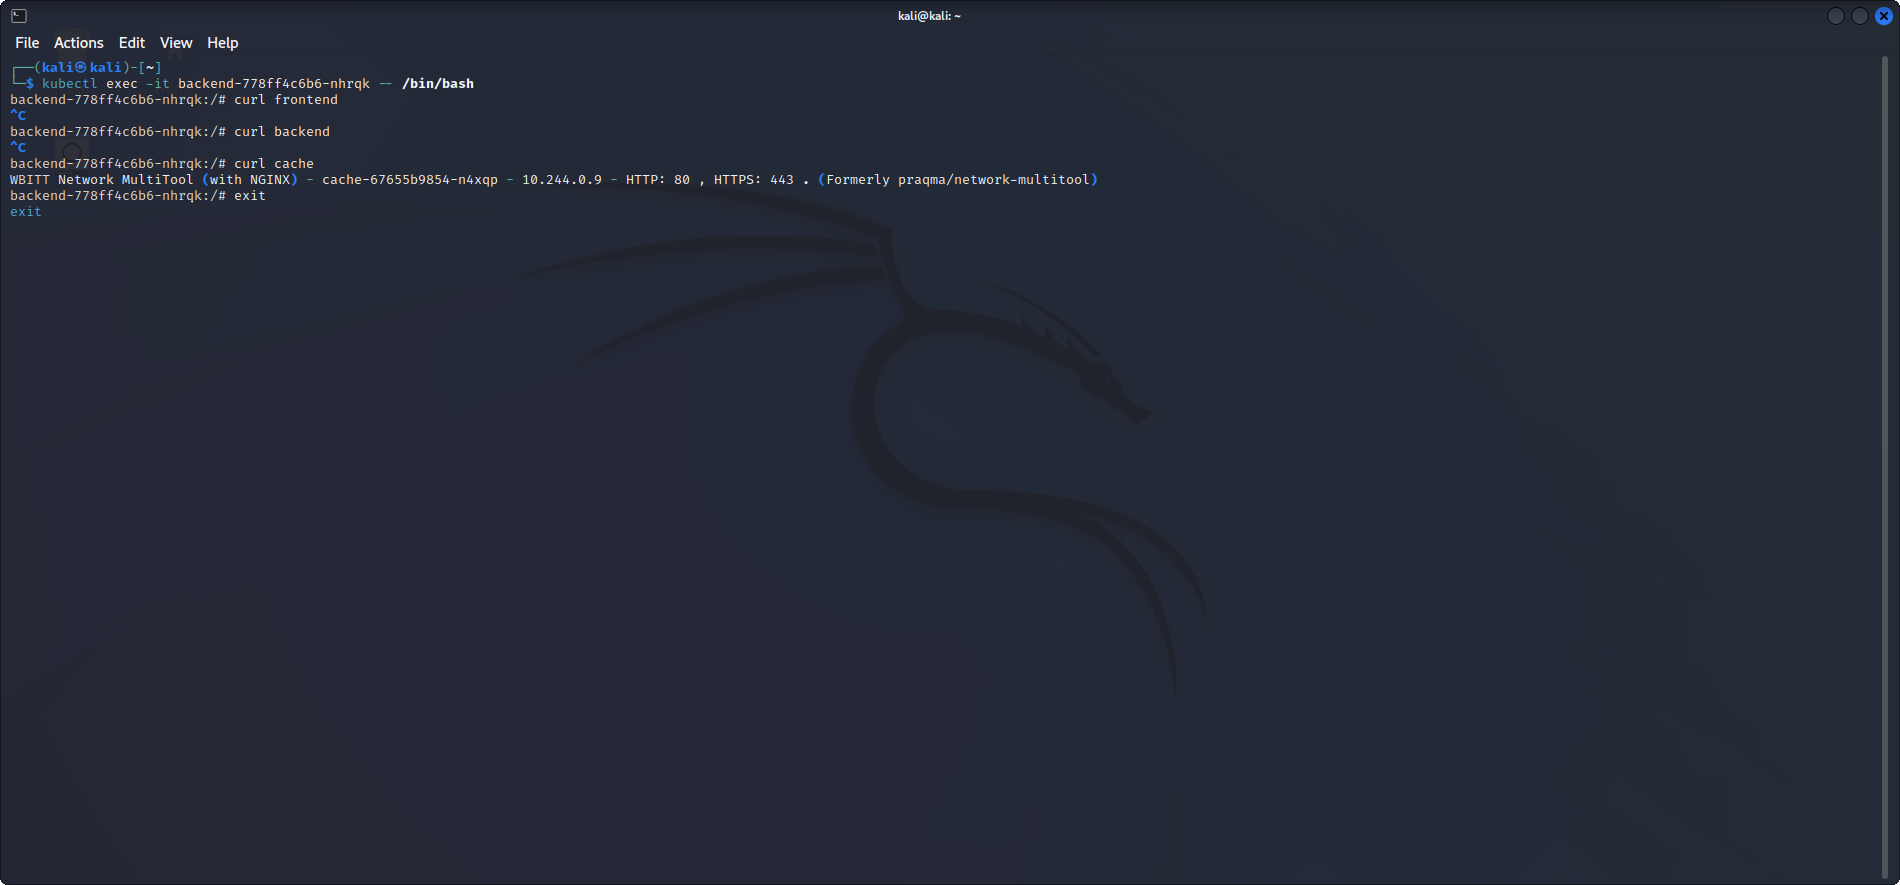 kali@kali: ~
File Actions Edit View Help
┌──(kali㉿kali)-[~]
└─$ kubectl exec -it backend-778ff4c6b6-nhrqk -- /bin/bash
backend-778ff4c6b6-nhrqk:/# curl frontend
^C
backend-778ff4c6b6-nhrqk:/# curl backend
^C
backend-778ff4c6b6-nhrqk:/# curl cache
WBITT Network MultiTool (with NGINX) - cache-67655b9854-n4xqp - 10.244.0.9 - HTTP: 80 , HTTPS: 443 . (Formerly praqma/network-multitool)
backend-778ff4c6b6-nhrqk:/# exit
exit